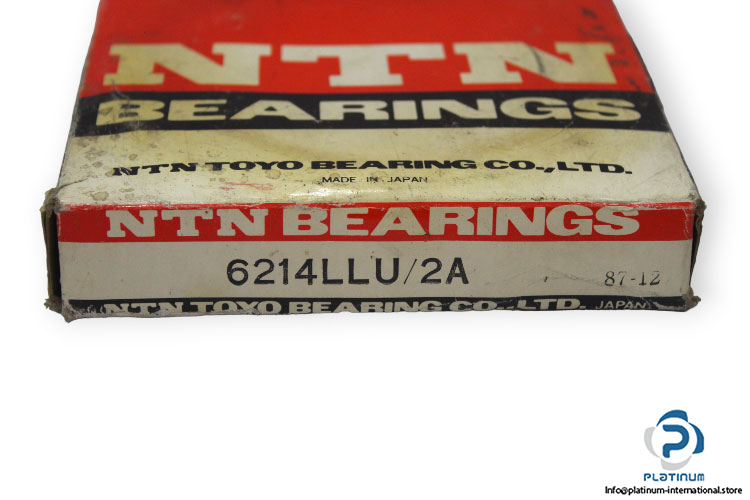 NTN
BEARINGS
NTN TOYO BEARING CO.,LTD.
MADE IN JAPAN
NTN BEARINGS
6214LLU/2A 87-12
NTN TOYO BEARING CO.,LTD. JAPAN
PLATINUM
Info@platinum-international.store